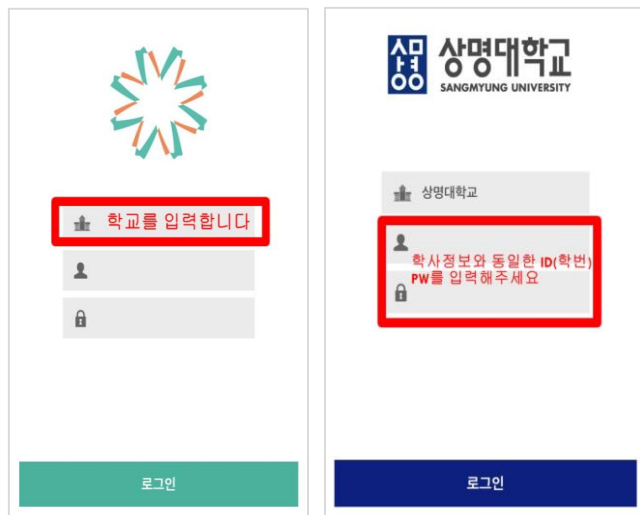 학교를 입력합니다
로그인
상명
상명대학교
SANGMYUNG UNIVERSITY
상명대학교
학사정보와 동일한 ID(학번)
PW를 입력해주세요
로그인